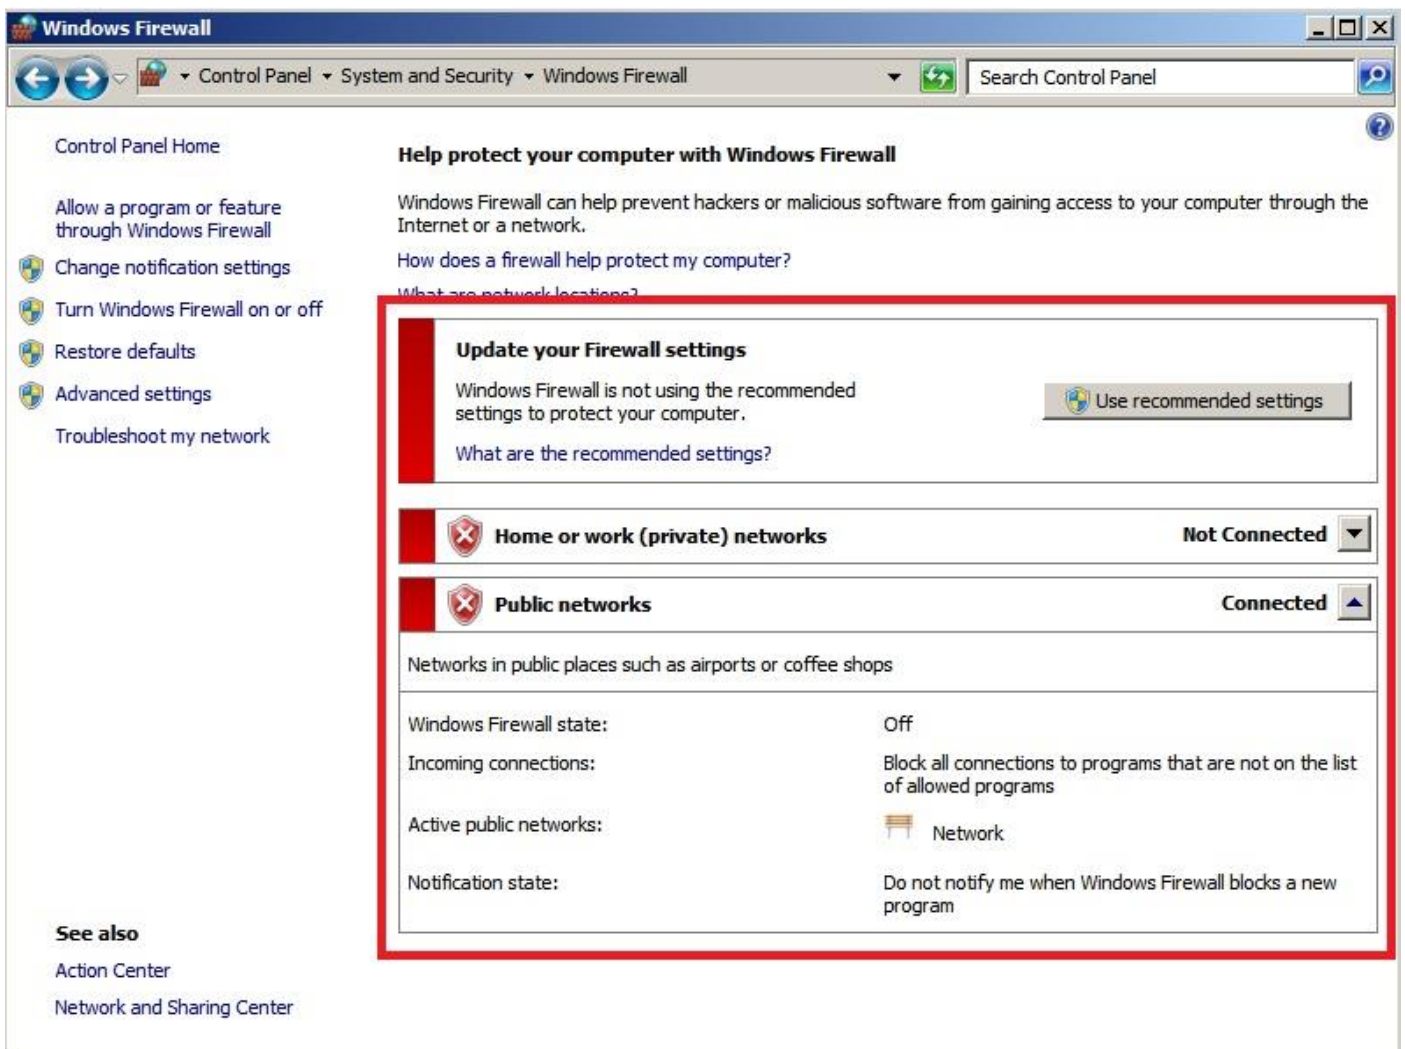 Windows Firewall
Control Panel
System and Security
Windows Firewall
Search Control Panel
Control Panel Home
Allow a program or feature
through Windows Firewall
Change notification settings
Turn Windows Firewall on or off
Restore defaults
Advanced settings
Troubleshoot my network
See also
Action Center
Network and Sharing Center
Help protect your computer with Windows Firewall
Windows Firewall can help prevent hackers or malicious software from gaining access to your computer through the
Internet or a network.
How does a firewall help protect my computer?
What are network locations?
Update your Firewall settings
Windows Firewall is not using the recommended
settings to protect your computer.
Use recommended settings
What are the recommended settings?
Home or work (private) networks
Not Connected
Public networks
Connected
Networks in public places such as airports or coffee shops
Windows Firewall state:
Off
Incoming connections:
Block all connections to programs that are not on the list
of allowed programs
Active public networks:
Network
Notification state:
Do not notify me when Windows Firewall blocks a new
program